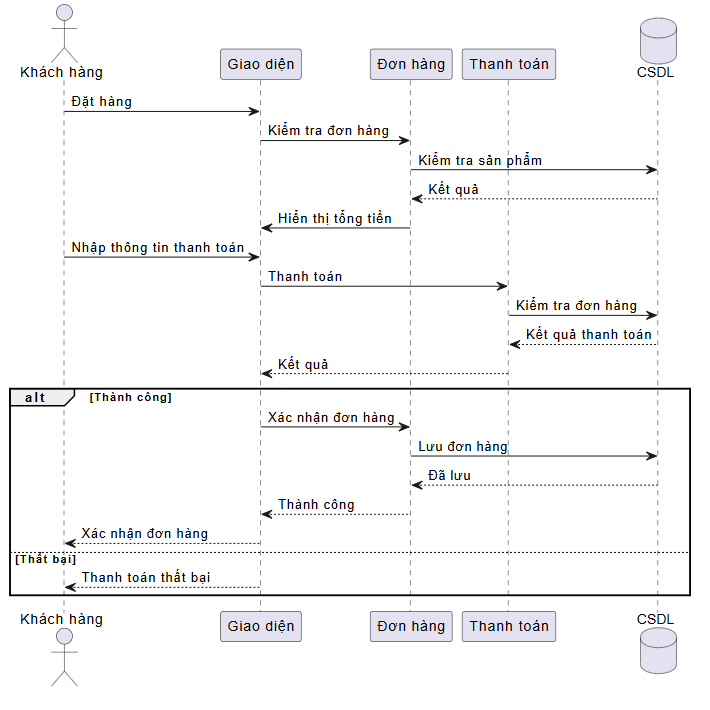 Khách hàng
Giao diện
Đơn hàng
Thanh toán
CSDL
Đặt hàng
Kiểm tra đơn hàng
Kiểm tra sản phẩm
Kết quả
Hiển thị tổng tiền
Nhập thông tin thanh toán
Thanh toán
Kiểm tra đơn hàng
Kết quả thanh toán
Kết quả
alt [Thành công]
Xác nhận đơn hàng
Lưu đơn hàng
Đã lưu
Thành công
Xác nhận đơn hàng
[Thất bại]
Thanh toán thất bại
Khách hàng
Giao diện
Đơn hàng
Thanh toán
CSDL